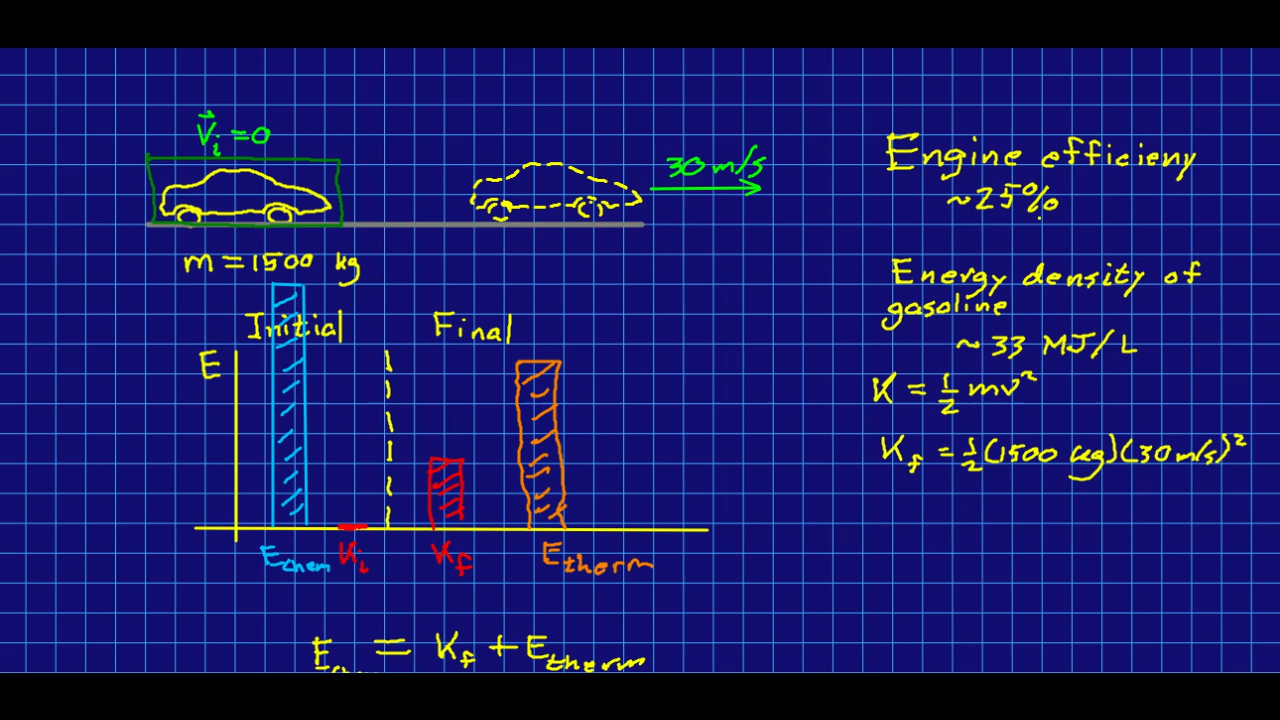 V⃗i = 0
30 m/s
m = 1500 kg
Initial
Final
E
Echem
Ki
Kf
Etherm
Echem = Kf + Etherm
Engine efficieny
~25%
Energy density of
gasoline
~ 33 MJ/L
K = 1/2 mv²
Kf = 1/2 (1500 kg)(30 m/s)²